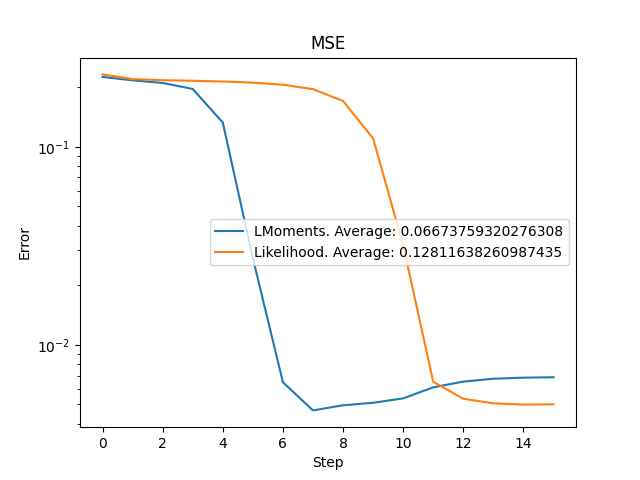 MSE
Error
10⁻¹
10⁻²
LMoments. Average: 0.06673759320276308
Likelihood. Average: 0.12811638260987435
0 2 4 6 8 10 12 14
Step